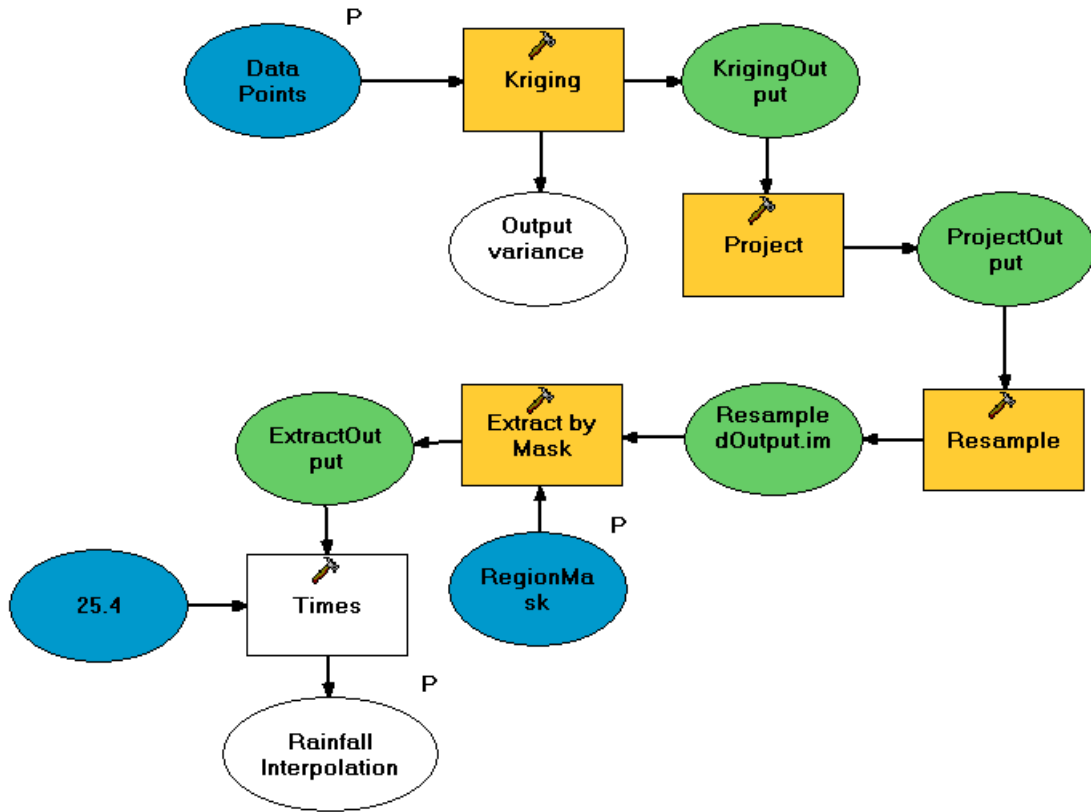 P
Data
Points
Kriging
KrigingOut
put
Output
variance
Project
ProjectOut
put
ExtractOut
put
Extract by
Mask
Resample
dOutput.im
Resample
P
RegionMa
sk
25.4
Times
P
Rainfall
Interpolation